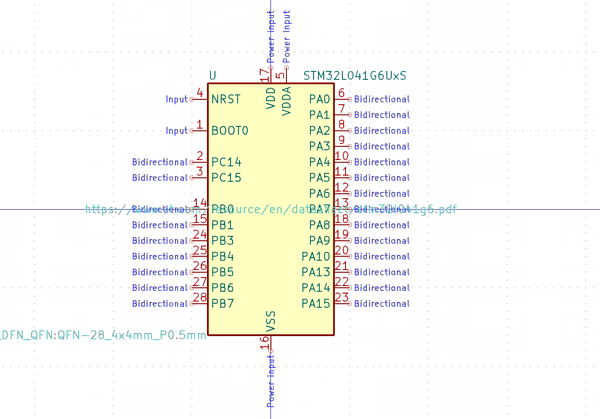 Power input Power input
17 5
U STM32L041G6UxS
VDD VDDA
Input 4 NRST PA0 6 Bidirectional
PA1 7 Bidirectional
Input 1 BOOT0 PA2 8 Bidirectional
PA3 9 Bidirectional
Bidirectional 2 PC14 PA4 10 Bidirectional
Bidirectional 3 PC15 PA5 11 Bidirectional
PA6 12 Bidirectional
Bidirectional 14 PB0 PA7 13 Bidirectional
Bidirectional 15 PB1 PA8 18 Bidirectional
Bidirectional 24 PB3 PA9 19 Bidirectional
Bidirectional 25 PB4 PA10 20 Bidirectional
Bidirectional 26 PB5 PA13 21 Bidirectional
Bidirectional 27 PB6 PA14 22 Bidirectional
Bidirectional 28 PB7 PA15 23 Bidirectional
VSS
_DFN_QFN:QFN-28_4x4mm_P0.5mm
16
Power input